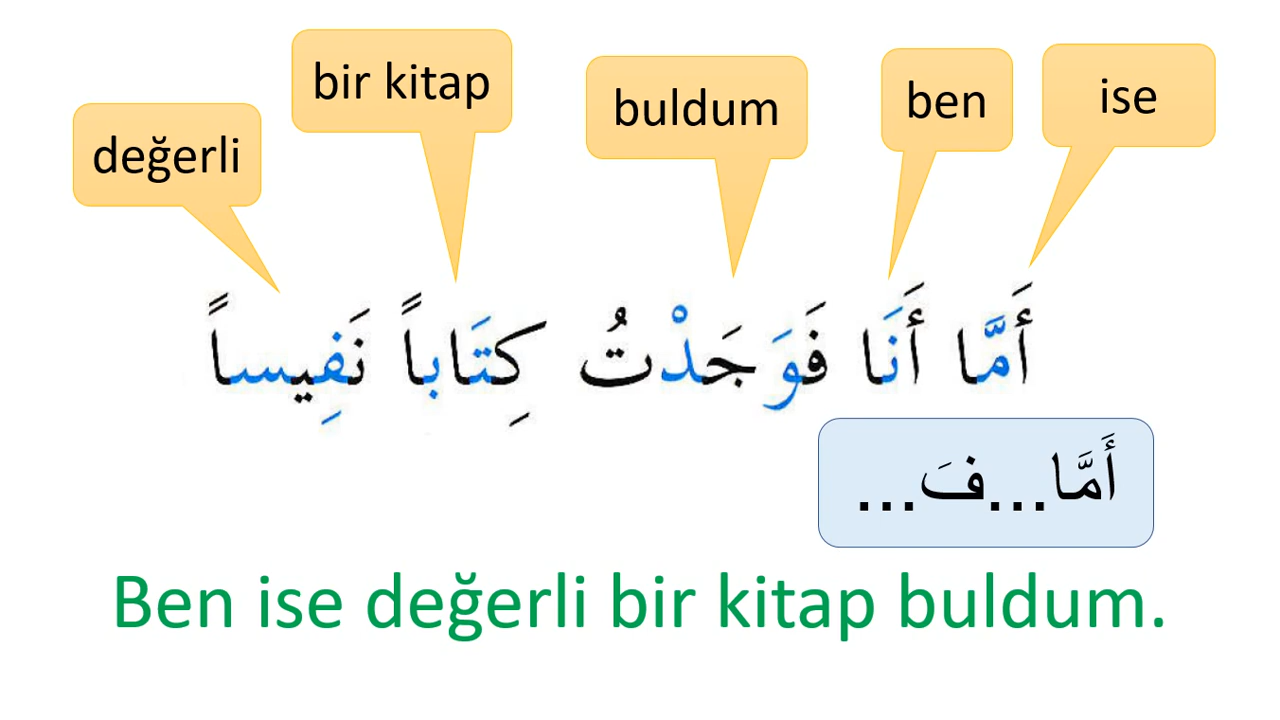 değerli
bir kitap
buldum
ben
ise
أَمَّا أَنَا فَوَجَدْتُ كِتَاباً نَفِيساً
أَمَّا...فَ...
Ben ise değerli bir kitap buldum.